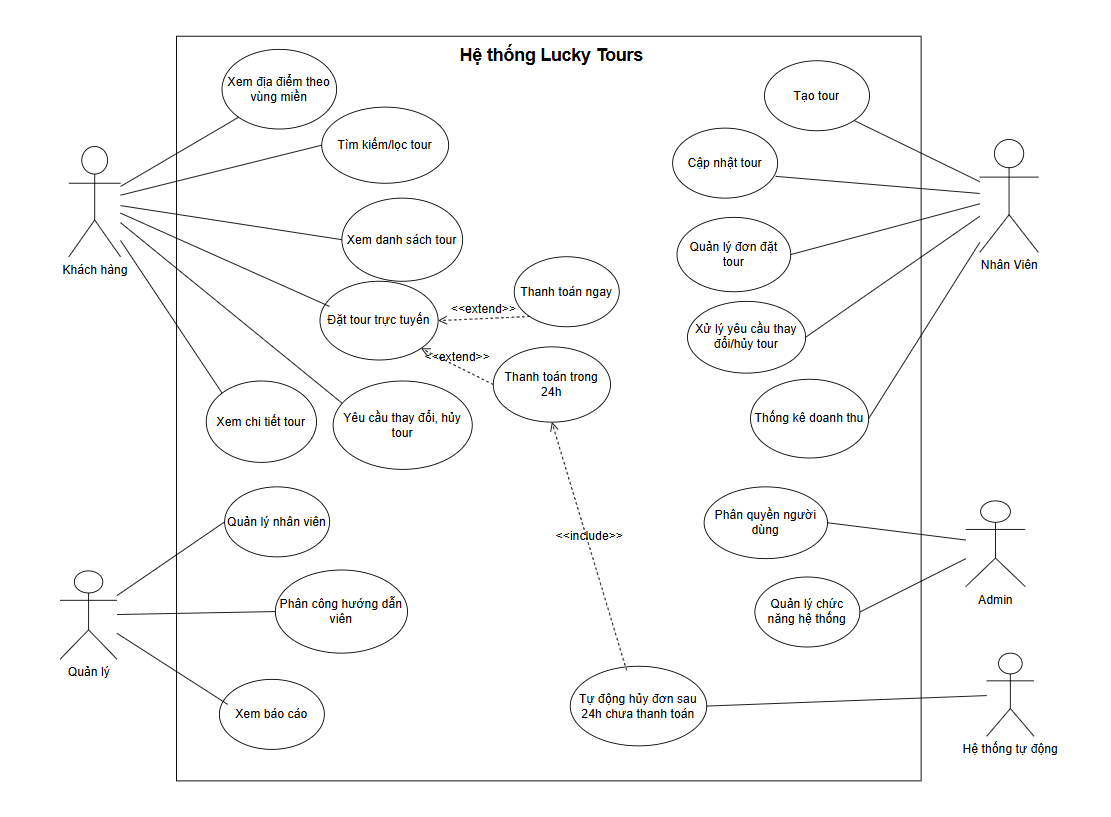 Hệ thống Lucky Tours
Xem địa điểm theo
vùng miền
Tìm kiếm/lọc tour
Xem danh sách tour
Đặt tour trực tuyến
<<extend>>
Thanh toán ngay
<<extend>>
Thanh toán trong
24h
Xem chi tiết tour
Yêu cầu thay đổi, hủy
tour
Khách hàng
Tạo tour
Cập nhật tour
Quản lý đơn đặt
tour
Xử lý yêu cầu thay
đổi/hủy tour
Thống kê doanh thu
Nhân Viên
Quản lý nhân viên
Phân công hướng dẫn
viên
Xem báo cáo
Quản lý
<<include>>
Phân quyền người
dùng
Quản lý chức
năng hệ thống
Admin
Tự động hủy đơn sau
24h chưa thanh toán
Hệ thống tự động